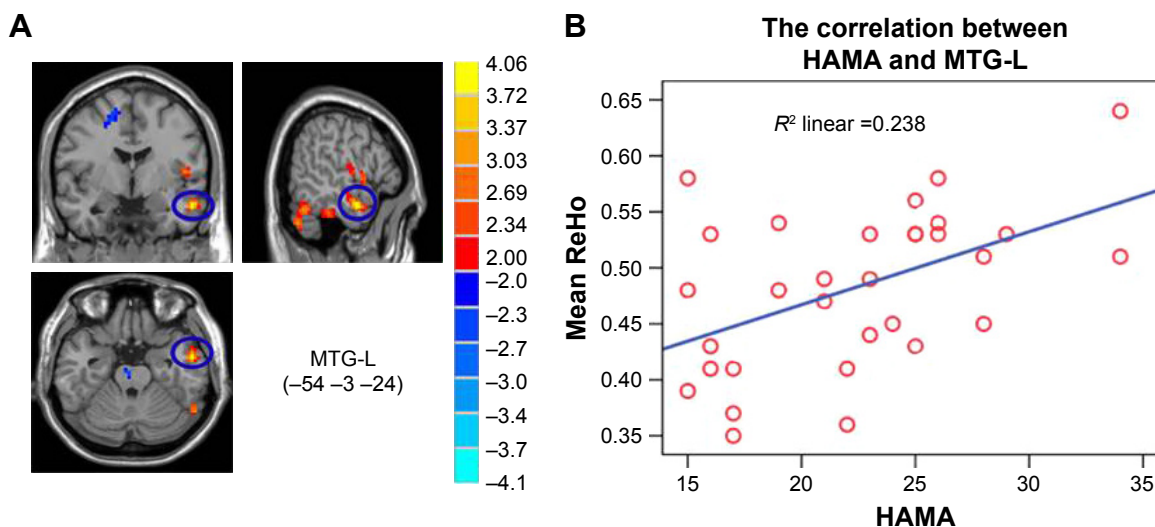 A
4.06
3.72
3.37
3.03
2.69
2.34
2.00
–2.0
–2.3
–2.7
–3.0
–3.4
–3.7
–4.1
MTG-L
(–54 –3 –24)
B
The correlation between
HAMA and MTG-L
R² linear =0.238
Mean ReHo
0.65
0.60
0.55
0.50
0.45
0.40
0.35
15 20 25 30 35
HAMA